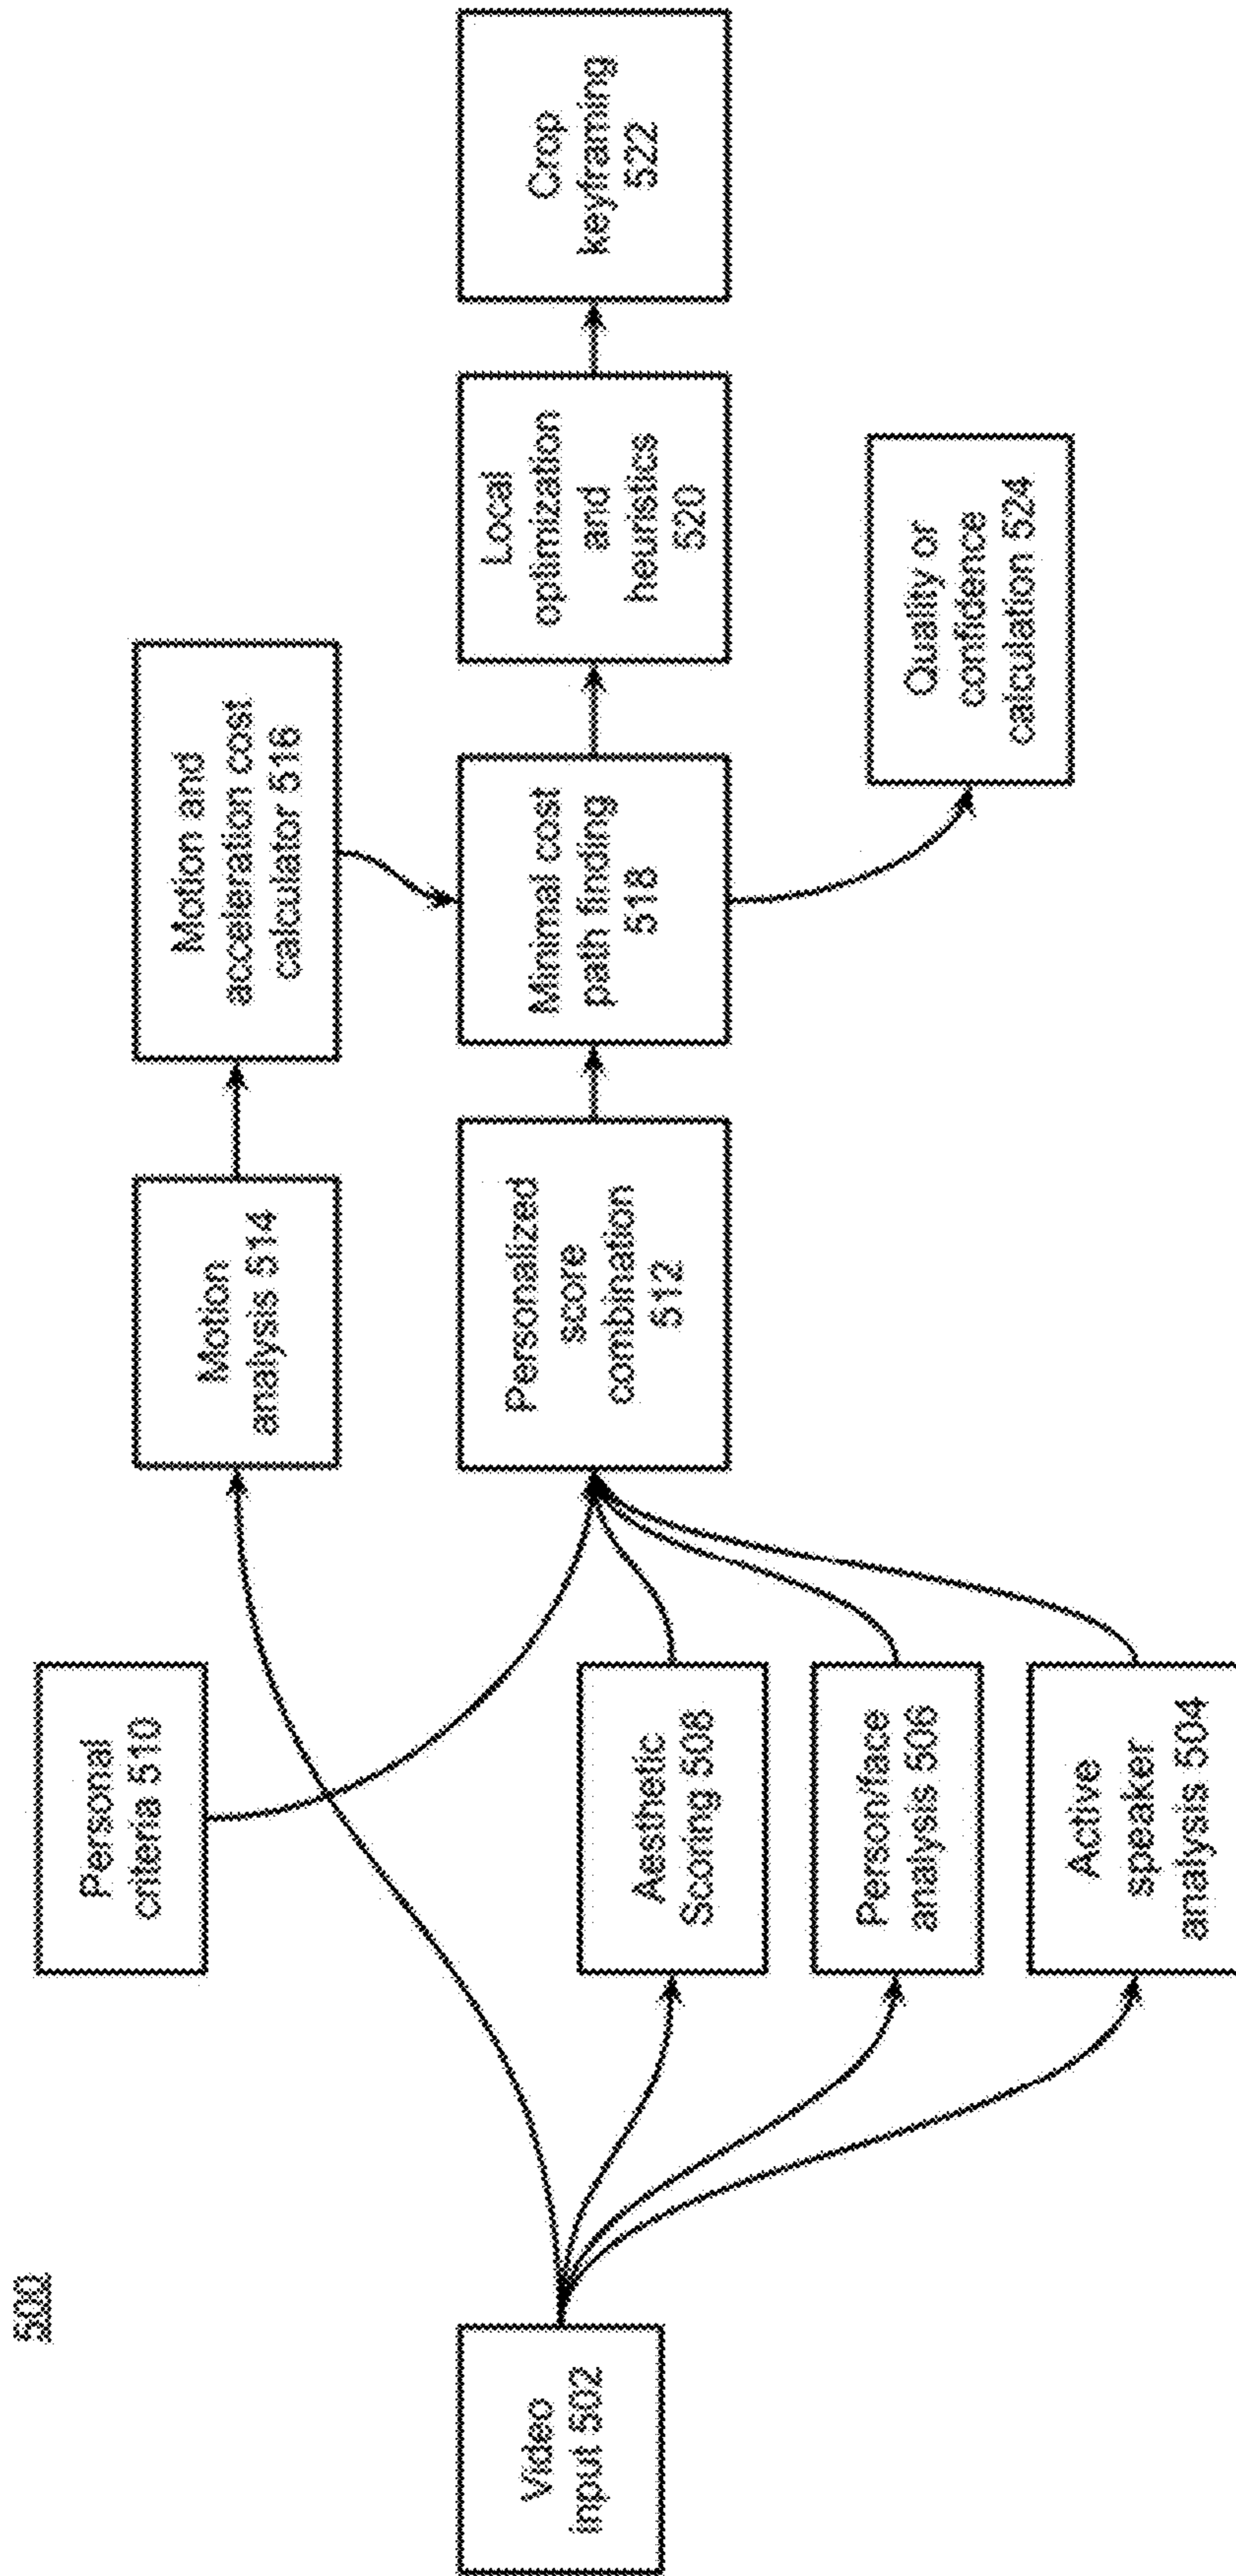 500
Video
input 502
Personal
criteria 510
Aesthetic
Scoring 508
Person/face
analysis 506
Active
speaker
analysis 504
Motion
analysis 514
Personalized
score
combination
512
Motion and
acceleration cost
calculator 516
Minimal cost
path finding
518
Local
optimization
and
heuristics
520
Quality or
confidence
calculation 524
Crop
keyframing
522